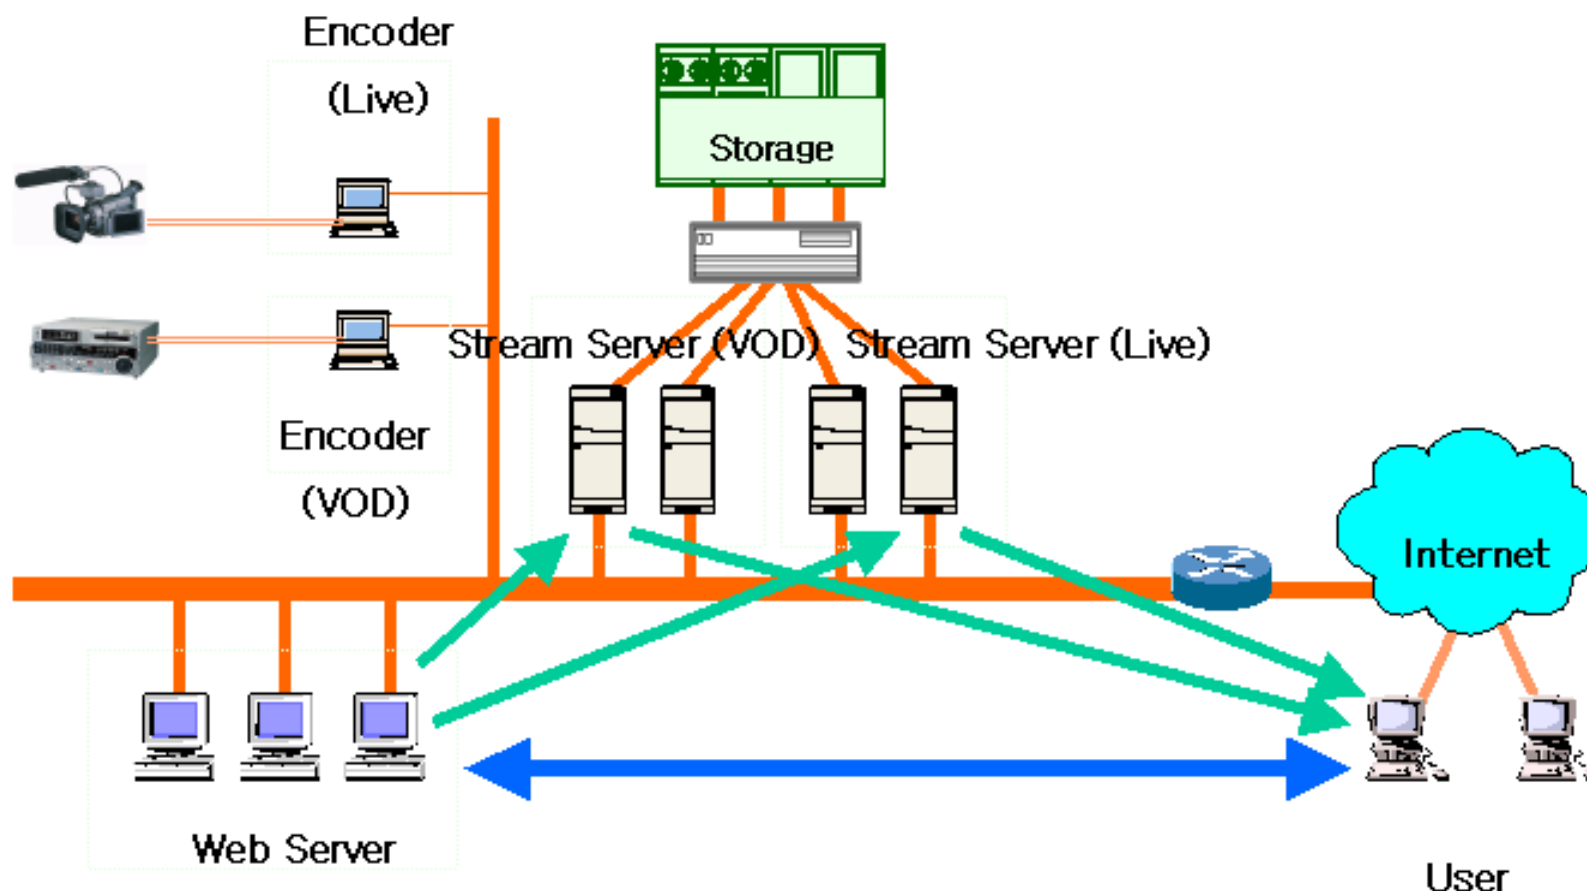 Encoder
(Live)
Storage
Stream Server (VOD)
Stream Server (Live)
Encoder
(VOD)
Internet
Web Server
User